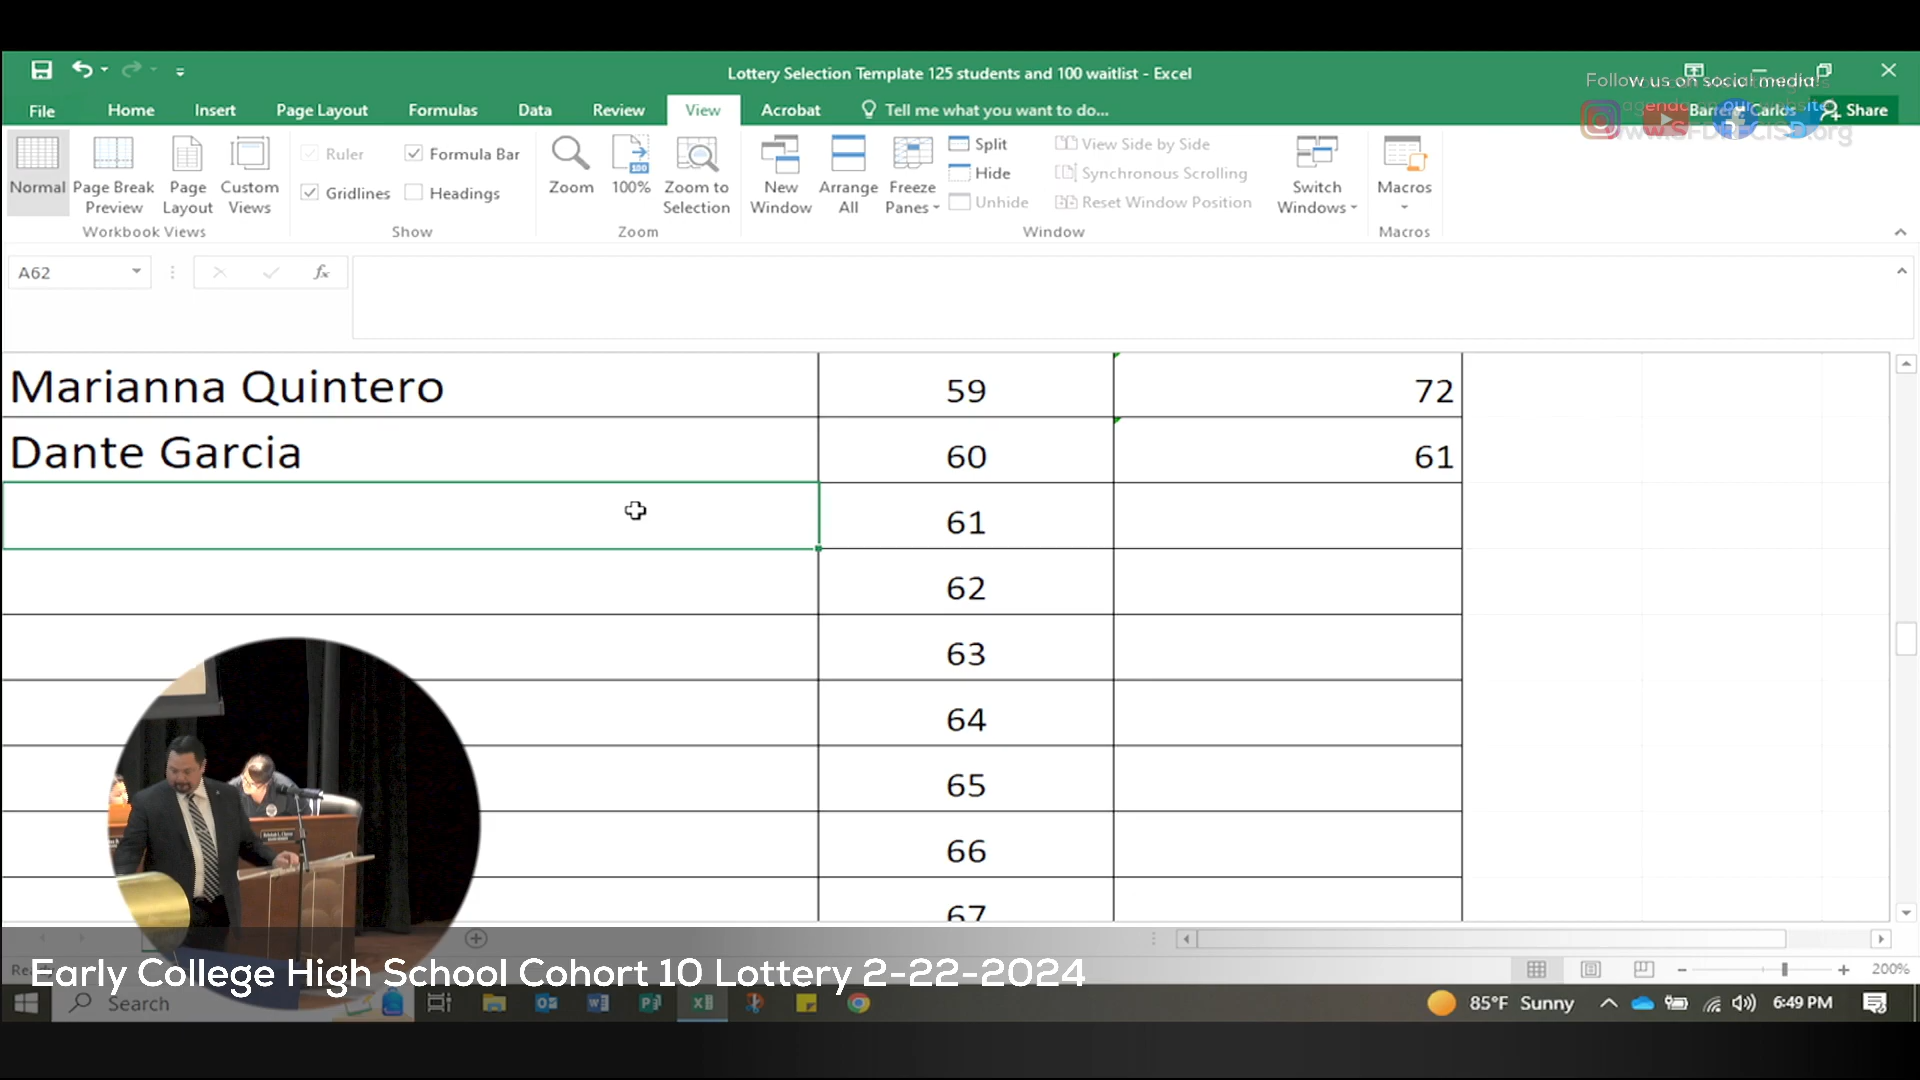 Lottery Selection Template 125 students and 100 waitlist - Excel
Follow us on social media!
File Home Insert Page Layout Formulas Data Review View Acrobat Tell me what you want to do... Share
Normal Page Break Preview Page Layout Custom Views
Workbook Views
Ruler Formula Bar
Gridlines Headings
Show
Zoom 100% Zoom to Selection
Zoom
New Window Arrange All Freeze Panes
Split View Side by Side
Hide Synchronous Scrolling
Unhide Reset Window Position
Switch Windows
Window
Macros
Macros
A62 fx
Marianna Quintero 59 72
Dante Garcia 60 61
61
62
63
64
65
66
67
200%
Early College High School Cohort 10 Lottery 2-22-2024
Search 85°F Sunny 6:49 PM